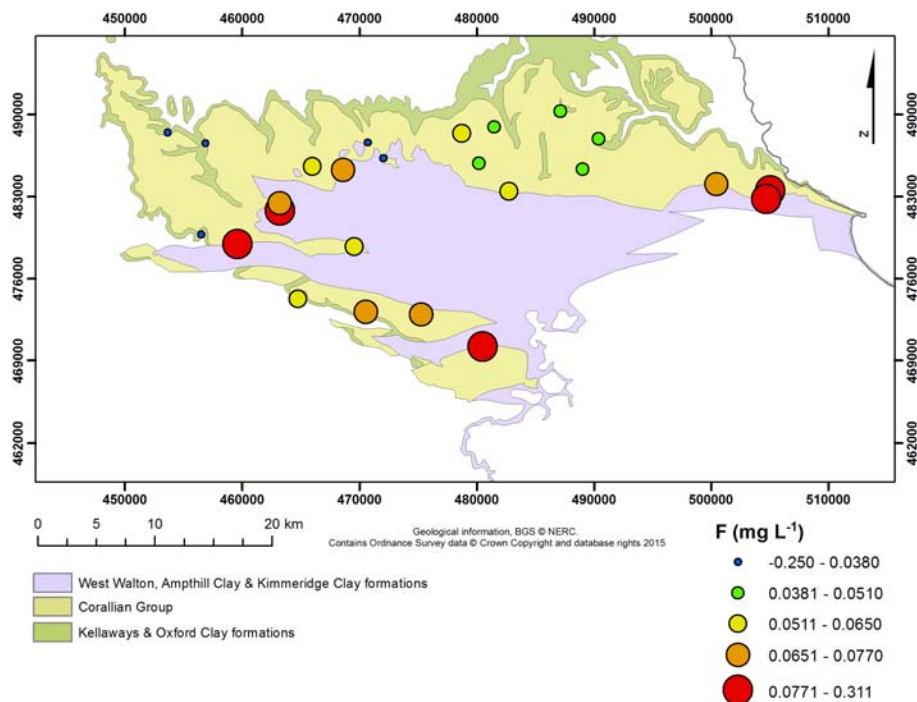 450000 460000 470000 480000 490000 500000 510000
490000 490000
483000 483000
476000 476000
469000 469000
462000 462000
N
450000 460000 470000 480000 490000 500000 510000
0 5 10 20 km
Geological information, BGS © NERC.
Contains Ordnance Survey data © Crown Copyright and database rights 2015
West Walton, Ampthill Clay & Kimmeridge Clay formations
Corallian Group
Kellaways & Oxford Clay formations
F (mg L⁻¹)
-0.250 - 0.0380
0.0381 - 0.0510
0.0511 - 0.0650
0.0651 - 0.0770
0.0771 - 0.311